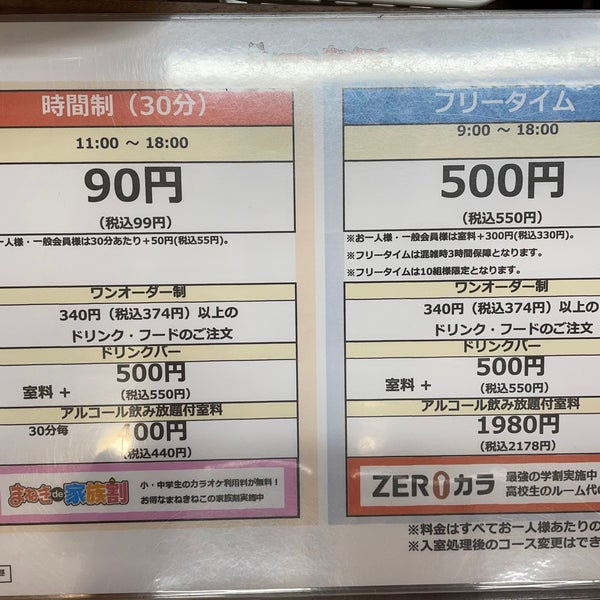 時間制（30分）
11:00 〜 18:00
90円
（税込99円）
一人様・一般会員様は30分あたり＋50円(税込55円)。
ワンオーダー制
340円（税込374円）以上の
ドリンク・フードのご注文
ドリンクバー
500円
室料 +
（税込550円）
アルコール飲み放題付室料
30分毎
400円
（税込440円）
まねきde家族割
小・中学生のカラオケ利用料が無料！
お得なまねきねこの家族割実施中
フリータイム
9:00 〜 18:00
500円
（税込550円）
※お一人様・一般会員様は室料＋300円(税込330円)。
※フリータイムは混雑時3時間保障となります。
※フリータイムは10組様限定となります。
ワンオーダー制
340円（税込374円）以上の
ドリンク・フードのご注文
ドリンクバー
500円
室料 +
（税込550円）
アルコール飲み放題付室料
1980円
（税込2178円）
ZEROカラ
最強の学割実施中
高校生のルーム代
※料金はすべてお一人様あたりの
※入室処理後のコース変更はでき